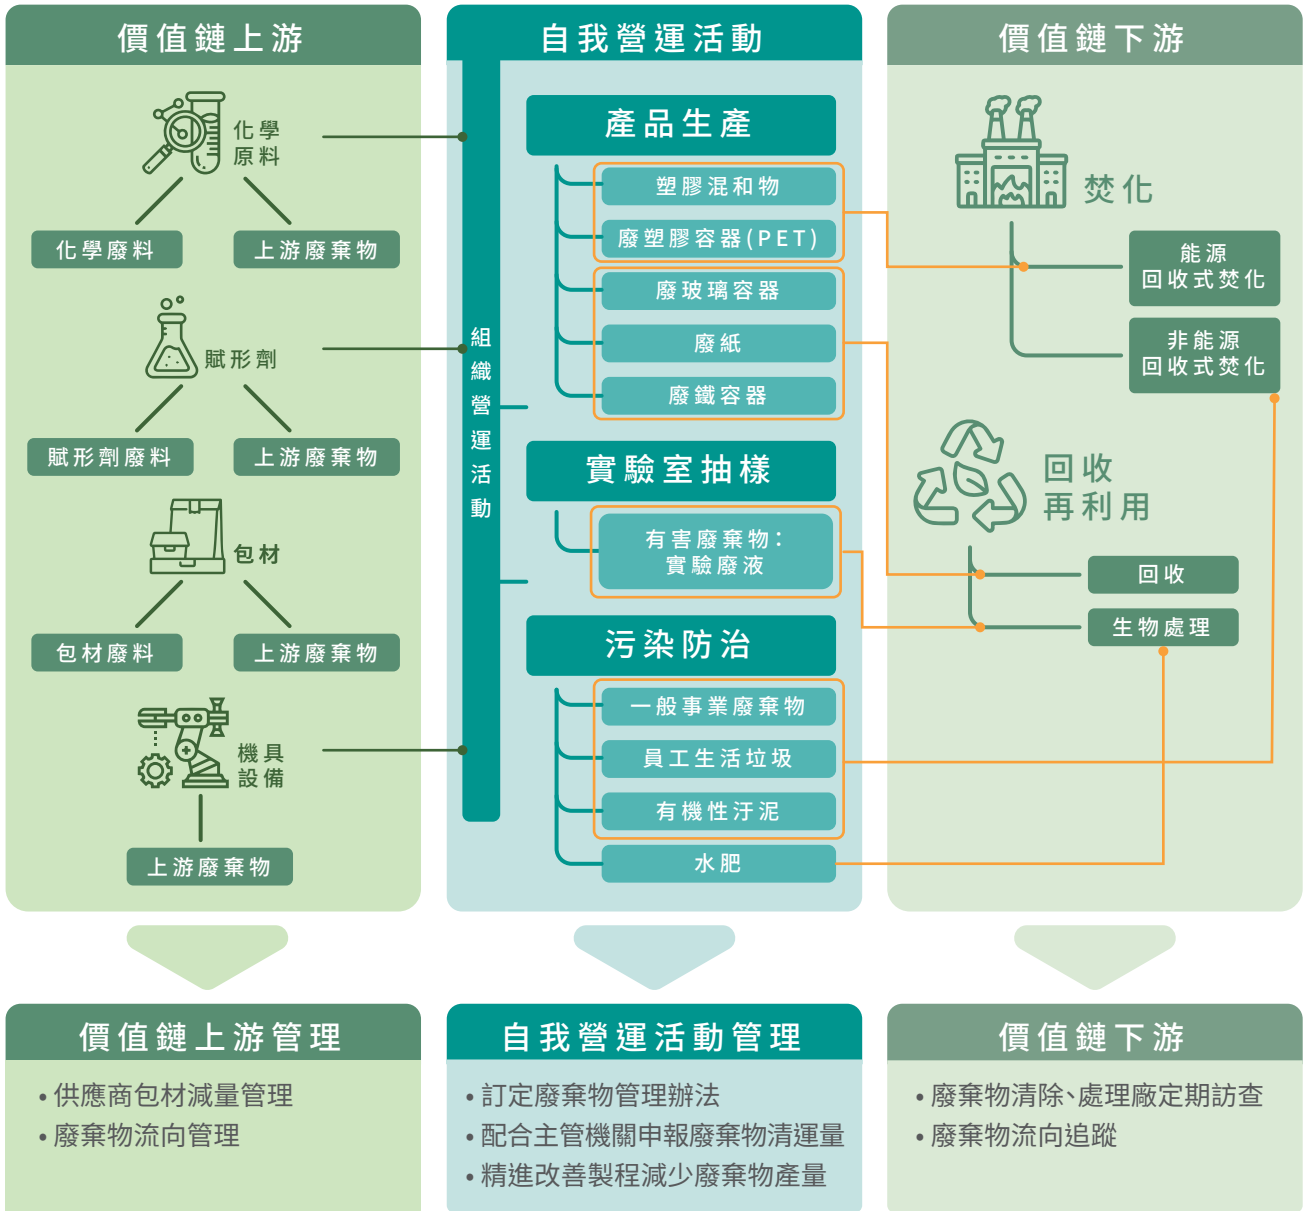 價值鏈上游
化學
原料
化學廢料
上游廢棄物
賦形劑
賦形劑廢料
上游廢棄物
包材
包材廢料
上游廢棄物
機具
設備
上游廢棄物
自我營運活動
組織營運活動
產品生產
塑膠混和物
廢塑膠容器(PET)
廢玻璃容器
廢紙
廢鐵容器
實驗室抽樣
有害廢棄物：
實驗廢液
污染防治
一般事業廢棄物
員工生活垃圾
有機性汙泥
水肥
價值鏈下游
焚化
能源
回收式焚化
非能源
回收式焚化
回收
再利用
回收
生物處理
價值鏈上游管理
• 供應商包材減量管理
• 廢棄物流向管理
自我營運活動管理
• 訂定廢棄物管理辦法
• 配合主管機關申報廢棄物清運量
• 精進改善製程減少廢棄物產量
價值鏈下游
• 廢棄物清除、處理廠定期訪查
• 廢棄物流向追蹤